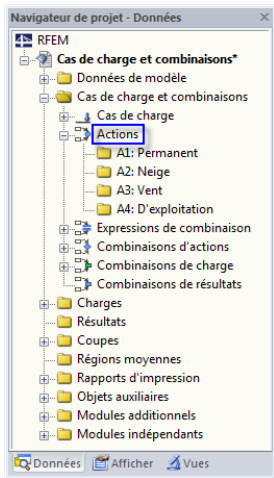 Navigateur de projet - Données
RFEM
Cas de charge et combinaisons*
Données de modèle
Cas de charge et combinaisons
Cas de charge
Actions
A1: Permanent
A2: Neige
A3: Vent
A4: D'exploitation
Expressions de combinaison
Combinaisons d'actions
Combinaisons de charge
Combinaisons de résultats
Charges
Résultats
Coupes
Régions moyennes
Rapports d'impression
Objets auxiliaires
Modules additionnels
Modules indépendants
Données Afficher Vues